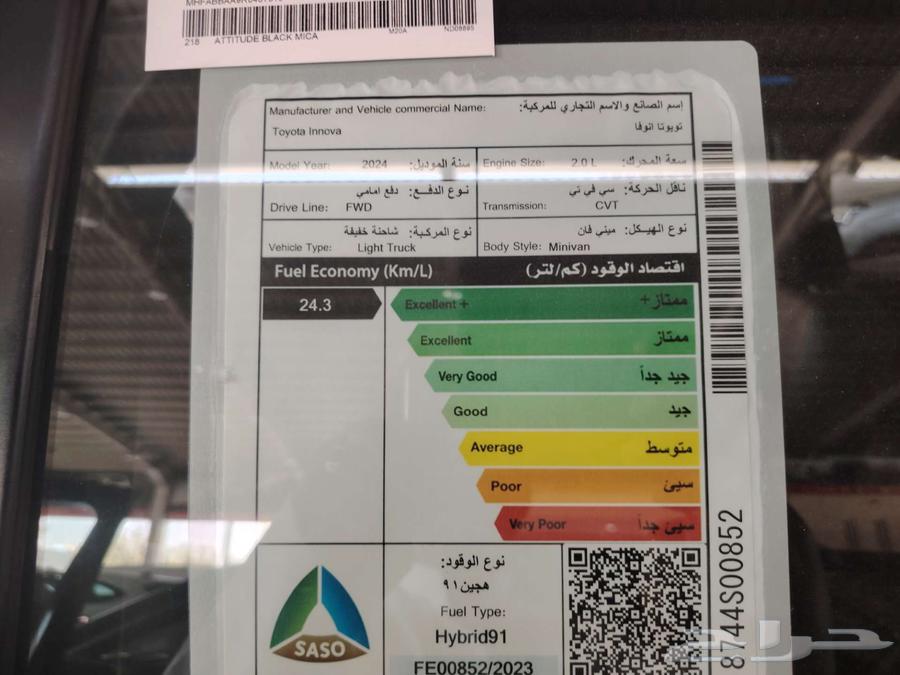 218 ATTITUDE BLACK MICA M20A
Manufacturer and Vehicle commercial Name: إسم الصانع والاسم التجاري للمركبة:
Toyota Innova تويوتا انوفا
Model Year: 2024 سنة الموديل: Engine Size: 2.0 L سعة المحرك:
نوع الدفـــع: دفع امامي ناقل الحركة: سي في تي
Drive Line: FWD Transmission: CVT
نوع المركبة: شاحنة خفيفة نوع الهيــكل: ميني فان
Vehicle Type: Light Truck Body Style: Minivan
Fuel Economy (Km/L) اقتصاد الوقود (كم/لتر)
24.3 Excellent + ممتاز+
Excellent ممتاز
Very Good جيد جداً
Good جيد
Average متوسط
Poor سيئ
Very Poor سيئ جداً
نوع الوقود:
هجين ٩١
Fuel Type:
Hybrid91
FE00852/2023
SASO
8744S00852
حراج